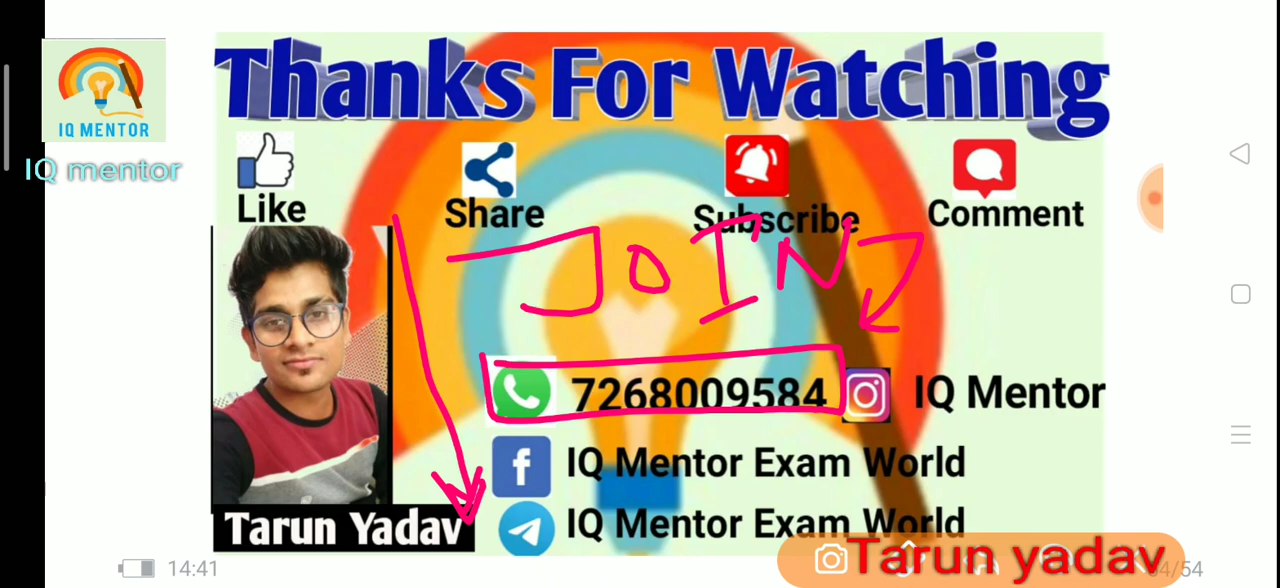 Thanks For Watching
IQ MENTOR
IQ mentor
Like
Share
Subscribe
Comment
JOIN
7268009584
IQ Mentor
IQ Mentor Exam World
IQ Mentor Exam World
Tarun Yadav
Tarun yadav
14:41
/54